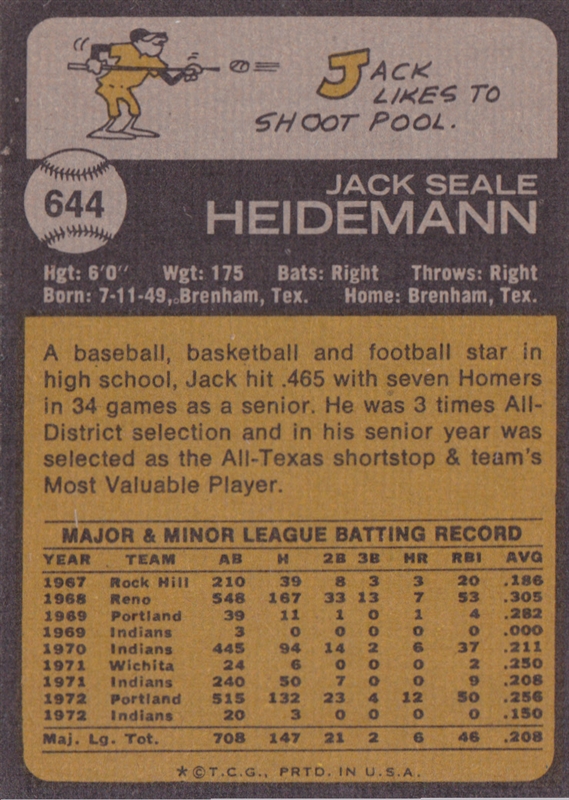 JACK
LIKES TO
SHOOT POOL.
644
JACK SEALE
HEIDEMANN
Hgt: 6'0" Wgt: 175 Bats: Right Throws: Right
Born: 7-11-49, Brenham, Tex. Home: Brenham, Tex.
A baseball, basketball and football star in
high school, Jack hit .465 with seven Homers
in 34 games as a senior. He was 3 times All-
District selection and in his senior year was
selected as the All-Texas shortstop & team's
Most Valuable Player.
MAJOR & MINOR LEAGUE BATTING RECORD
YEAR TEAM AB H 2B 3B HR RBI AVG
1967 Rock Hill 210 39 8 3 3 20 .186
1968 Reno 548 167 33 13 7 53 .305
1969 Portland 39 11 1 0 1 4 .282
1969 Indians 3 0 0 0 0 0 .000
1970 Indians 445 94 14 2 6 37 .211
1971 Wichita 24 6 0 0 0 2 .250
1971 Indians 240 50 7 0 0 9 .208
1972 Portland 515 132 23 4 12 50 .256
1972 Indians 20 3 0 0 0 0 .150
Maj. Lg. Tot. 708 147 21 2 6 46 .208
*©T.C.G., PRTD. IN U.S.A.